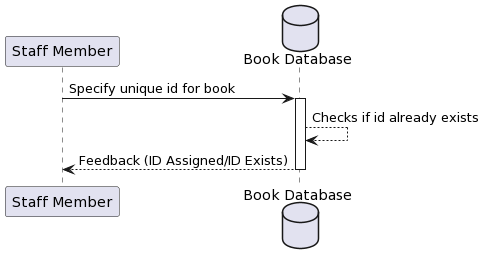 Staff Member
Book Database
Specify unique id for book
Checks if id already exists
Feedback (ID Assigned/ID Exists)
Staff Member
Book Database